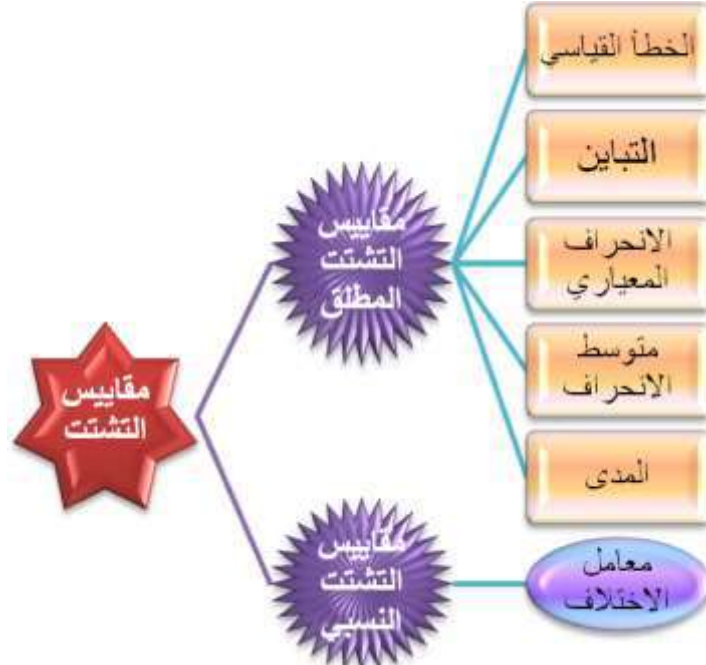 مقاييس
التشتت
مقاييس
التشتت
المطلق
الخطأ القياسي
التباين
الانحراف
المعياري
متوسط
الانحراف
المدى
مقاييس
التشتت
النسبي
معامل
الاختلاف